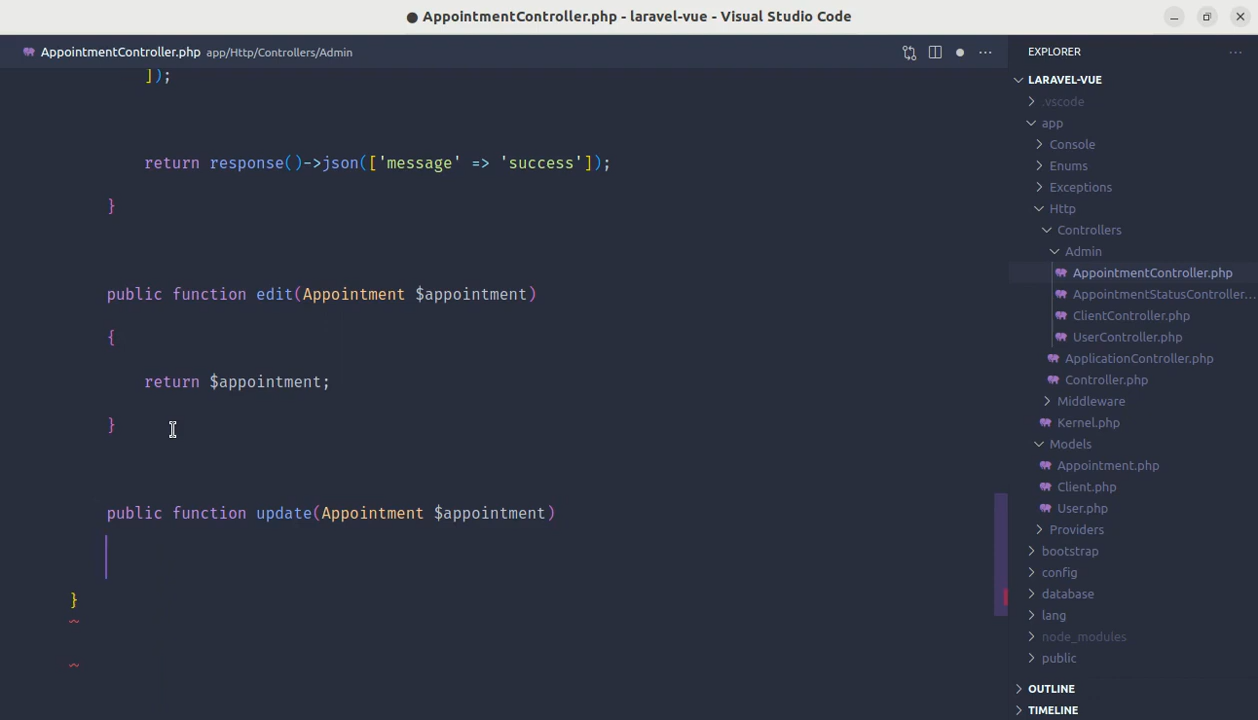 ● AppointmentController.php - laravel-vue - Visual Studio Code
AppointmentController.php app/Http/Controllers/Admin
]);
return response()->json(['message' => 'success']);
}
public function edit(Appointment $appointment)
{
return $appointment;
}
public function update(Appointment $appointment)
}
EXPLORER
LARAVEL-VUE
.vscode
app
Console
Enums
Exceptions
Http
Controllers
Admin
AppointmentController.php
AppointmentStatusController...
ClientController.php
UserController.php
ApplicationController.php
Controller.php
Middleware
Kernel.php
Models
Appointment.php
Client.php
User.php
Providers
bootstrap
config
database
lang
node_modules
public
OUTLINE
TIMELINE